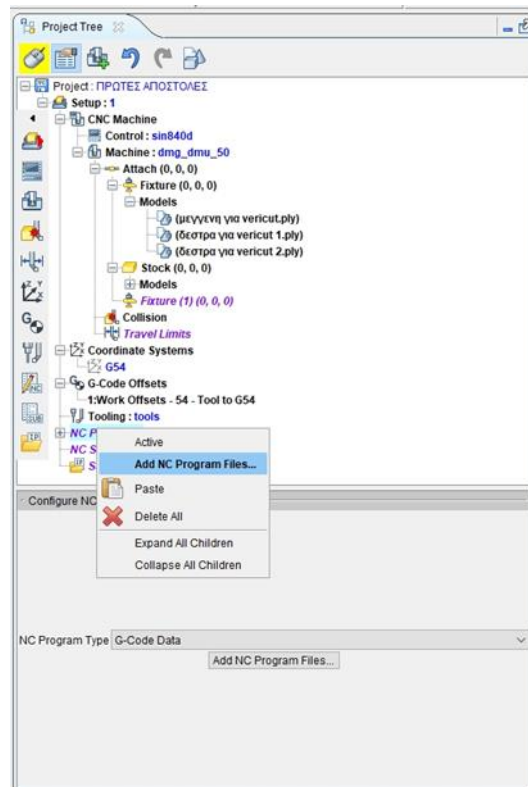 Project Tree
Project : ΠΡΩΤΕΣ ΑΠΟΣΤΟΛΕΣ
Setup : 1
CNC Machine
Control : sin840d
Machine : dmg_dmu_50
Attach (0, 0, 0)
Fixture (0, 0, 0)
Models
(μεγγενη για vericut.ply)
(δεστρα για vericut 1.ply)
(δεστρα για vericut 2.ply)
Stock (0, 0, 0)
Models
Fixture (1) (0, 0, 0)
Collision
Travel Limits
Coordinate Systems
G54
G-Code Offsets
1:Work Offsets - 54 - Tool to G54
Tooling : tools
NC P
NC S
S
Active
Add NC Program Files...
Paste
Delete All
Expand All Children
Collapse All Children
Configure NC
NC Program Type G-Code Data
Add NC Program Files...